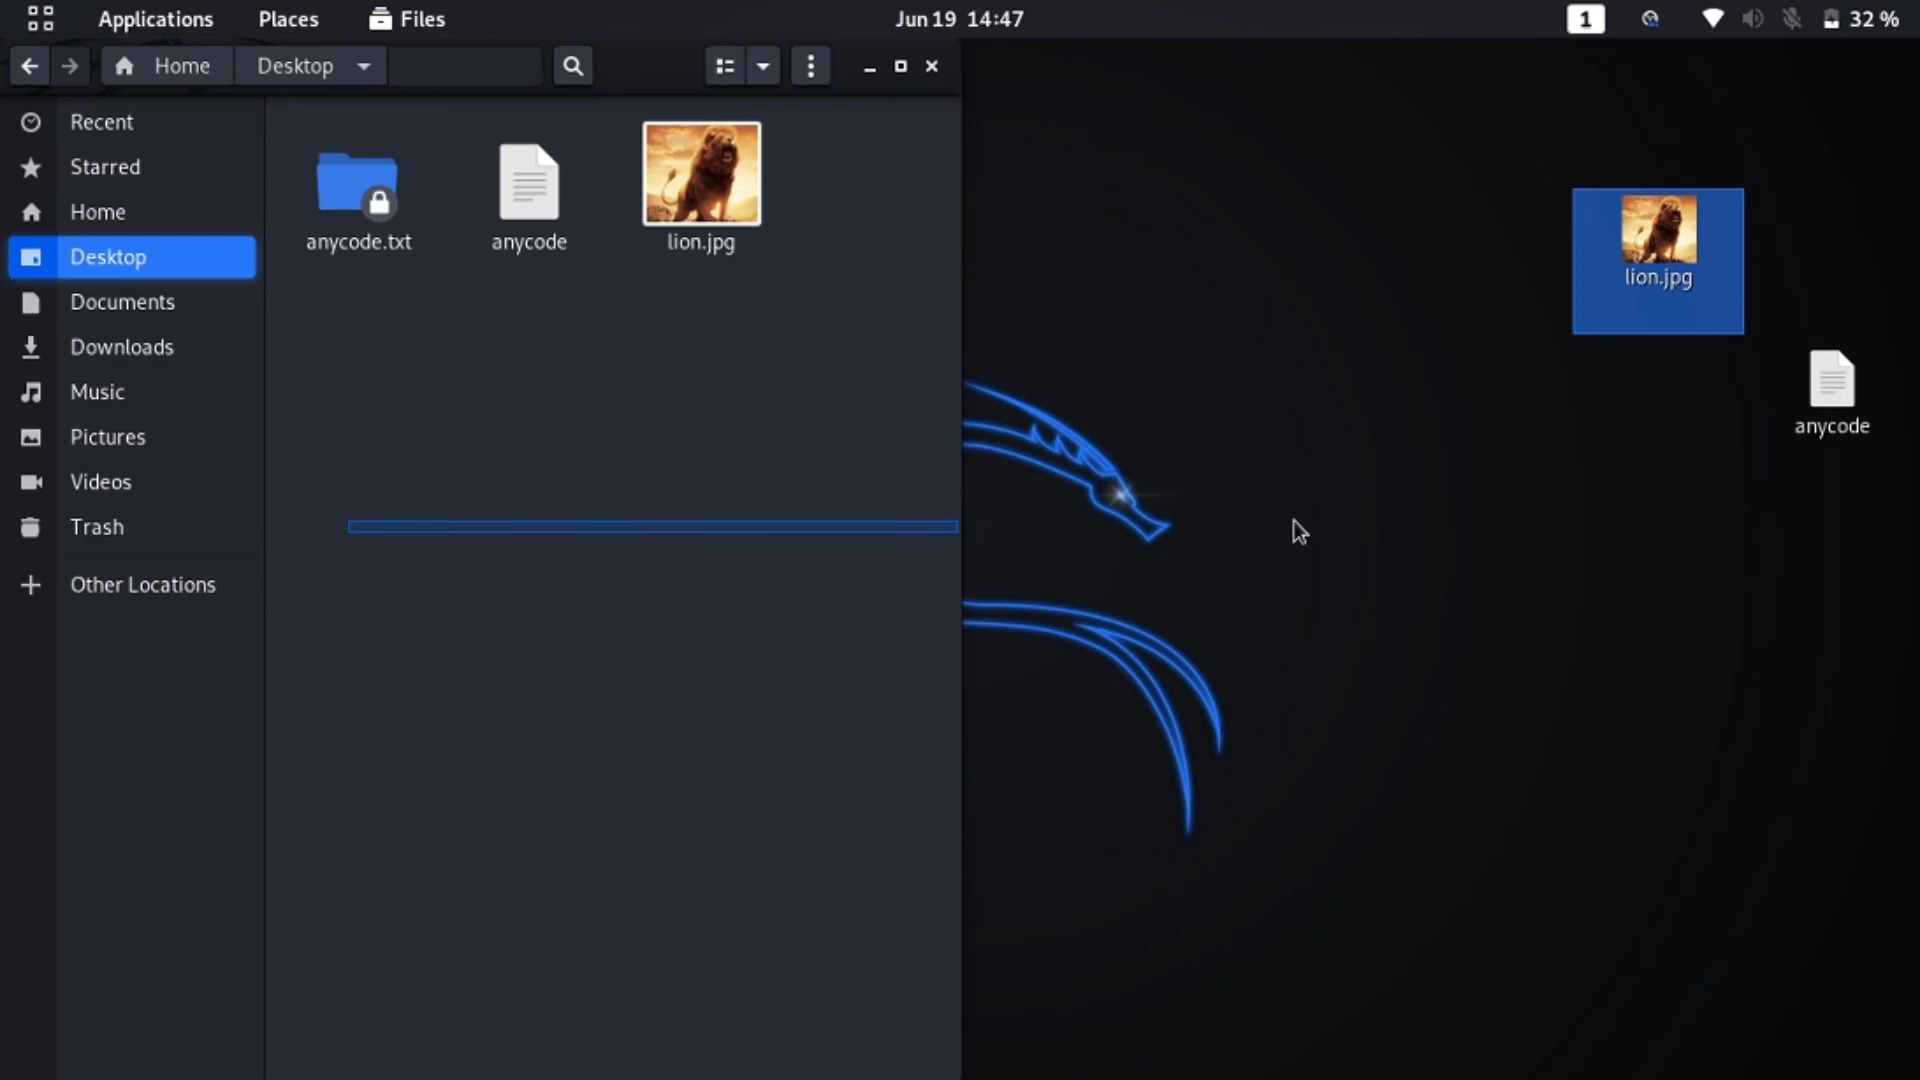 Applications Places Files Jun 19 14:47 1 32 %
Home Desktop
Recent
Starred
Home
Desktop
Documents
Downloads
Music
Pictures
Videos
Trash
Other Locations
anycode.txt anycode lion.jpg
lion.jpg
anycode